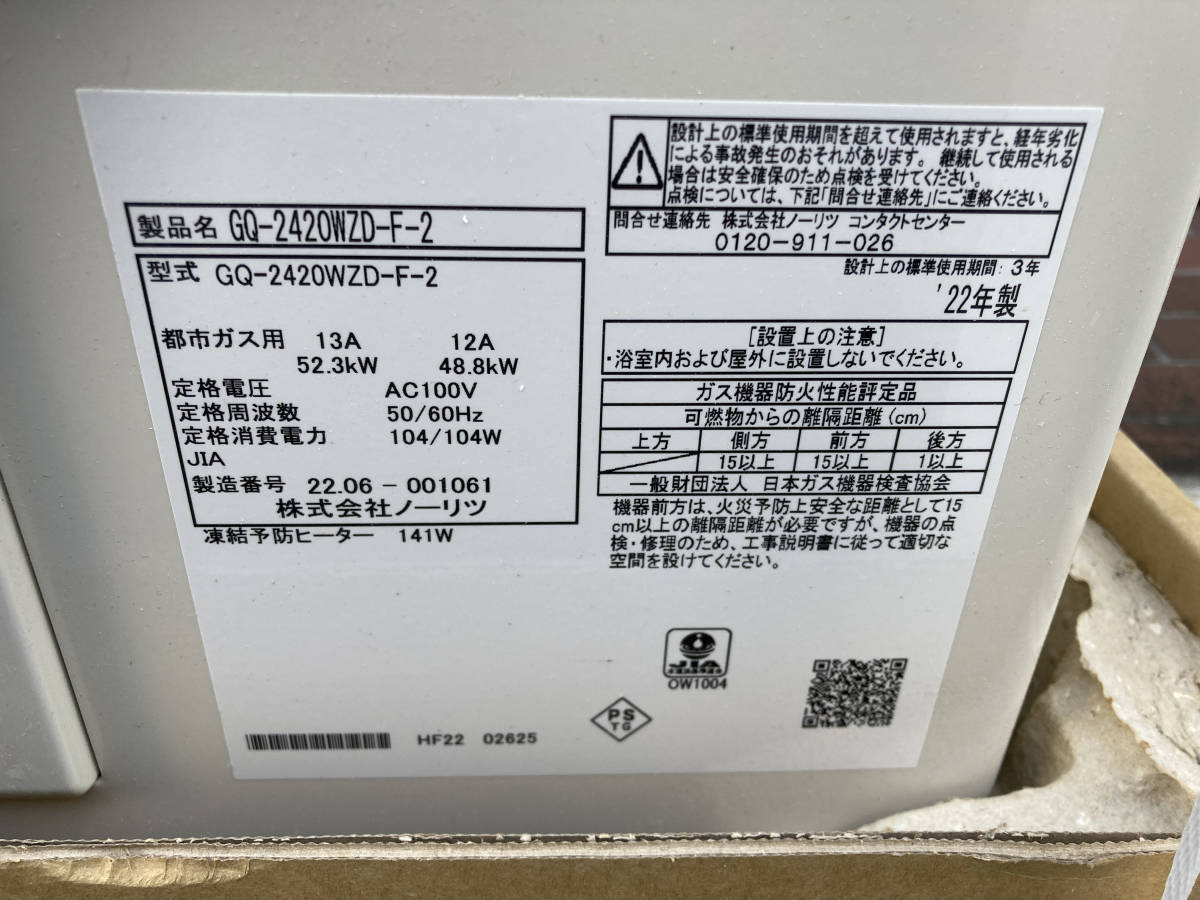 製品名 GQ-2420WZD-F-2
型式 GQ-2420WZD-F-2
都市ガス用 13A 12A
52.3kW 48.8kW
定格電圧 AC100V
定格周波数 50/60Hz
定格消費電力 104/104W
JIA
製造番号 22.06 - 001061
株式会社ノーリツ
凍結予防ヒーター 141W
設計上の標準使用期間を超えて使用されますと、経年劣化
による事故発生のおそれがあります。 継続して使用される
場合は安全確保のため点検を受けてください。
点検については、下記「問合せ連絡先」にご連絡ください。
問合せ連絡先 株式会社ノーリツ コンタクトセンター
0120-911-026
設計上の標準使用期間: 3年
'22年製
[設置上の注意]
・浴室内および屋外に設置しないでください。
ガス機器防火性能評定品
可燃物からの離隔距離(cm)
上方 側方 前方 後方
15以上 15以上 1以上
一般財団法人 日本ガス機器検査協会
機器前方は、火災予防上安全な距離として15
cm以上の離隔距離が必要ですが、機器の点
検・修理のため、工事説明書に従って適切な
空間を設けてください。
JIA
OW1004
PS
TG
HF22 02625